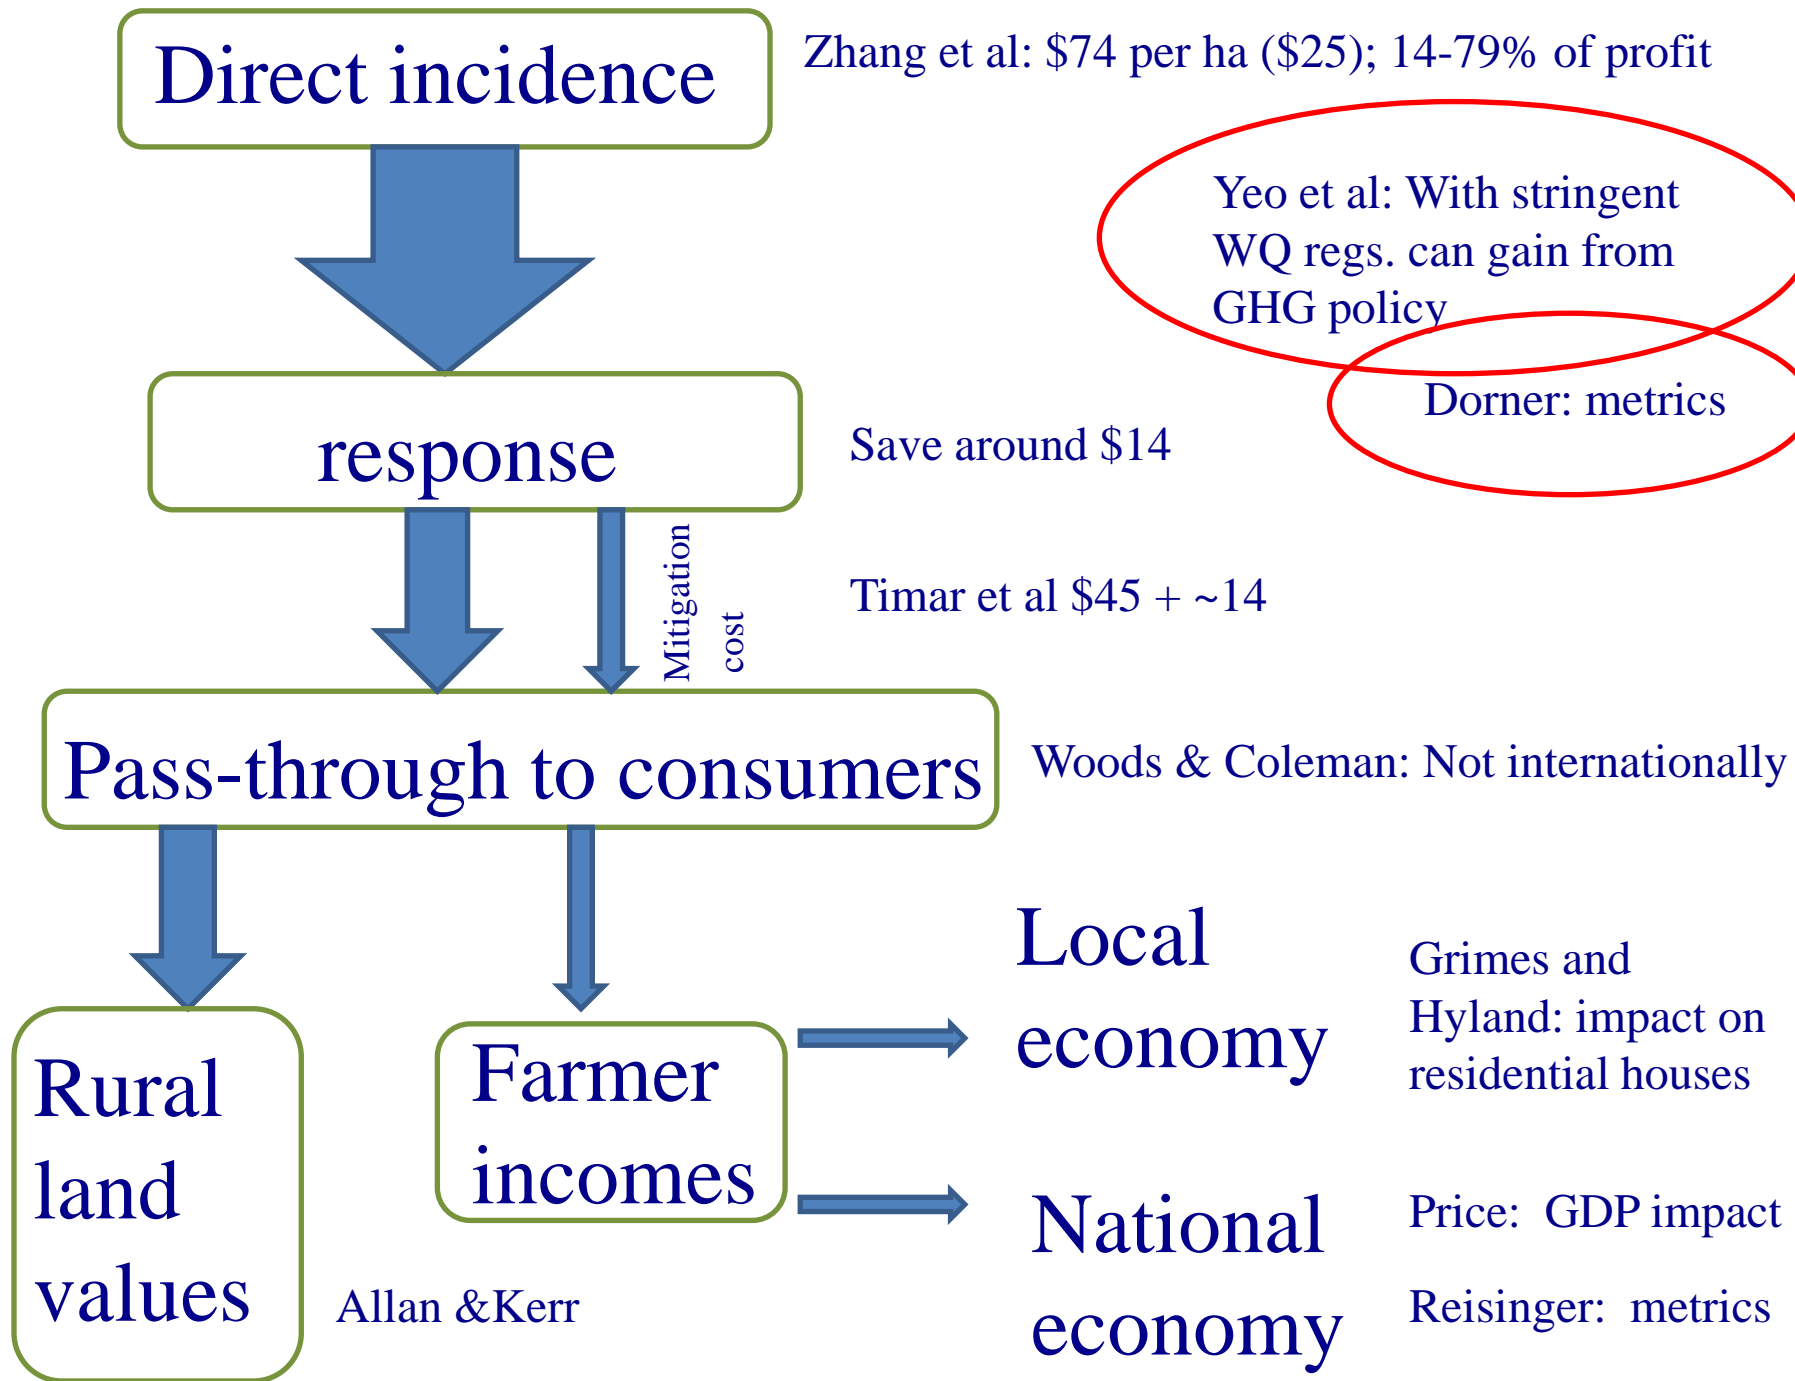 Direct incidence
Zhang et al: $74 per ha ($25); 14-79% of profit
Yeo et al: With stringent
WQ regs. can gain from
GHG policy
Dorner: metrics
response
Save around $14
Mitigation
cost
Timar et al $45 + ~14
Pass-through to consumers
Woods & Coleman: Not internationally
Local
economy
Grimes and
Hyland: impact on
residential houses
Rural
land
values
Farmer
incomes
National
economy
Price:  GDP impact
Allan &Kerr
Reisinger:  metrics